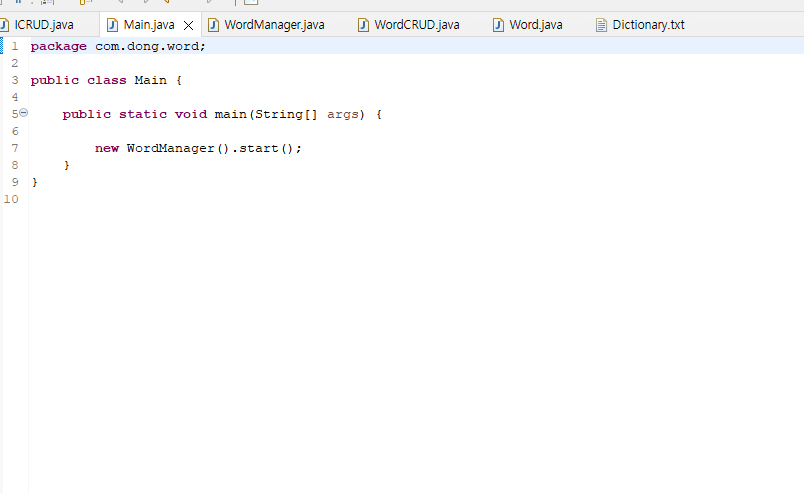 ICRUD.java Main.java WordManager.java WordCRUD.java Word.java Dictionary.txt
1 package com.dong.word;
2
3 public class Main {
4
5 public static void main(String[] args) {
6
7 new WordManager().start();
8 }
9 }
10